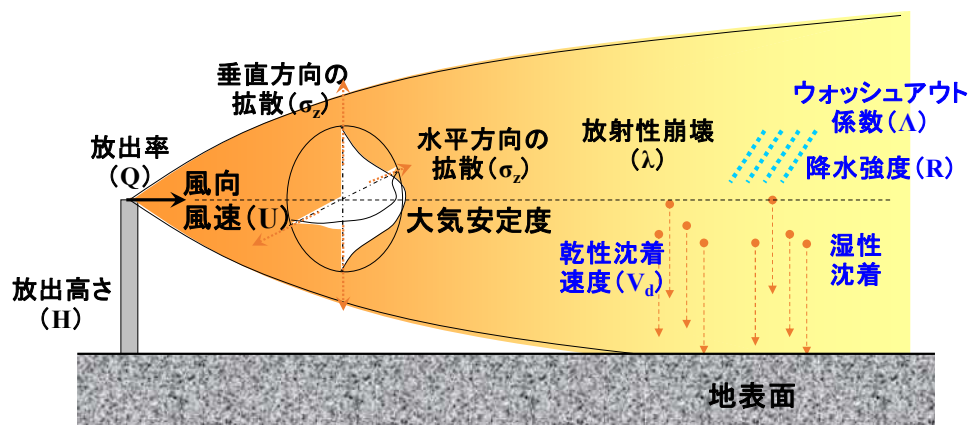 垂直方向の
拡散(σz)
ウォッシュアウト
係数(Λ)
水平方向の
拡散(σz)
放射性崩壊
(λ)
放出率
(Q)
降水強度(R)
風向
風速(U)
大気安定度
乾性沈着
速度(Vd)
湿性
沈着
放出高さ
(H)
地表面